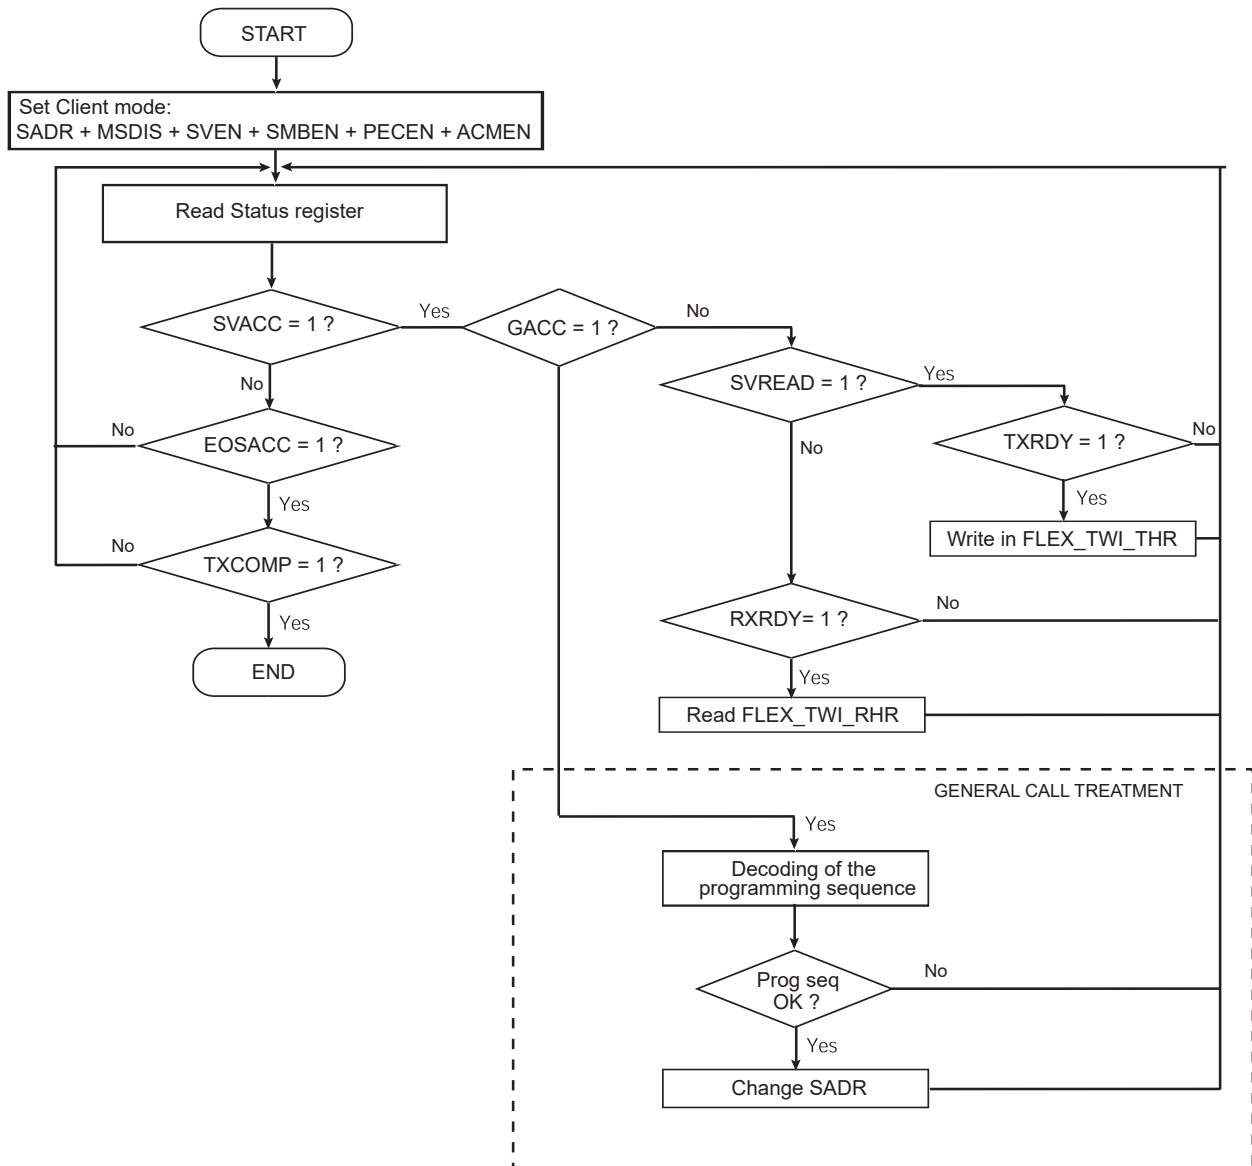 START
Set Client mode:
SADR + MSDIS + SVEN + SMBEN + PECEN + ACMEN
Read Status register
SVACC = 1 ?
Yes
GACC = 1 ?
No
SVREAD = 1 ?
Yes
No
EOSACC = 1 ?
No
TXRDY = 1 ?
No
No
Yes
Yes
Write in FLEX_TWI_THR
No
TXCOMP = 1 ?
RXRDY= 1 ?
No
Yes
END
Yes
Read FLEX_TWI_RHR
GENERAL CALL TREATMENT
Yes
Decoding of the
programming sequence
Prog seq
OK ?
No
Yes
Change SADR